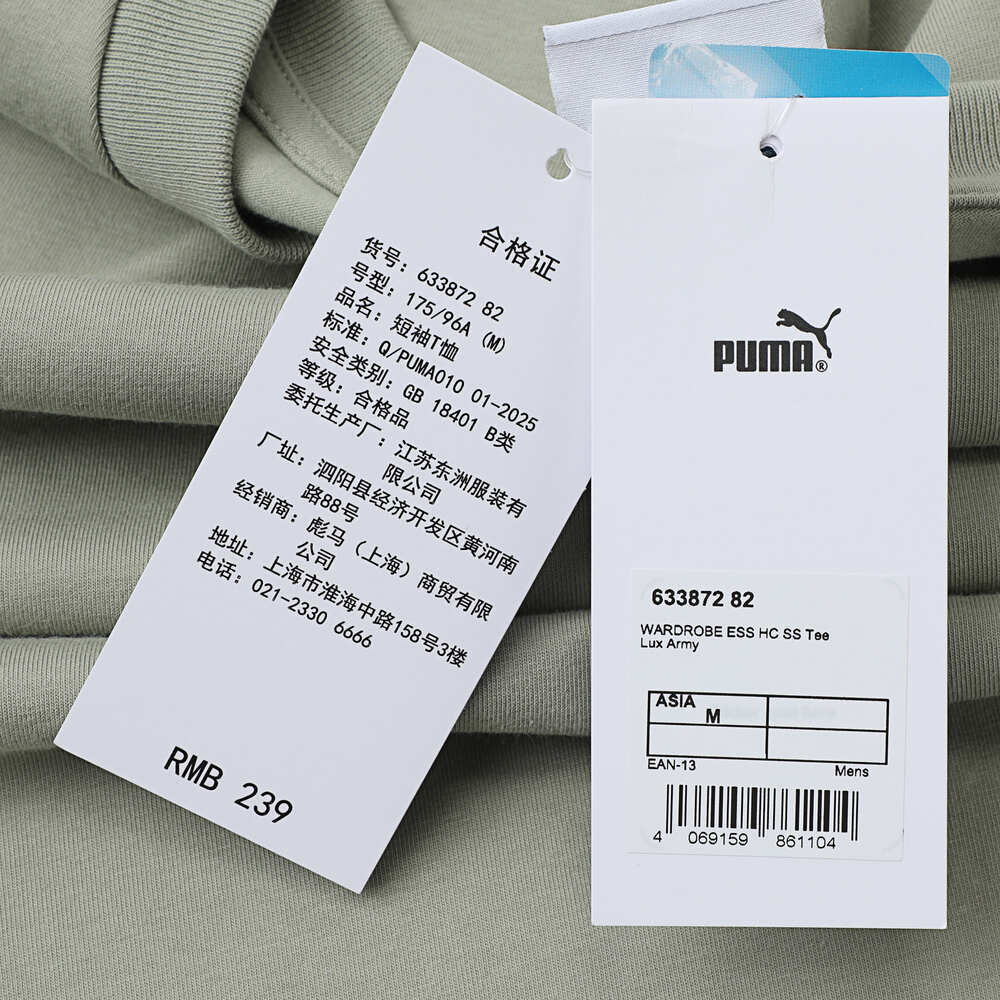 合格证
货号: 633872 82
号型: 175/96A (M)
品名: 短袖T恤
标准: Q/PUMA010 01-2025
安全类别: GB 18401 B类
等级: 合格品
委托生产厂: 江苏东洲服装有
限公司
厂址: 泗阳县经济开发区黄河南
路88号
经销商: 彪马(上海)商贸有限
公司
地址: 上海市淮海中路158号3楼
电话: 021-2330 6666
RMB 239
PUMA®
633872 82
WARDROBE ESS HC SS Tee
Lux Army
ASIA
M
EAN-13
Mens
4 069159 861104